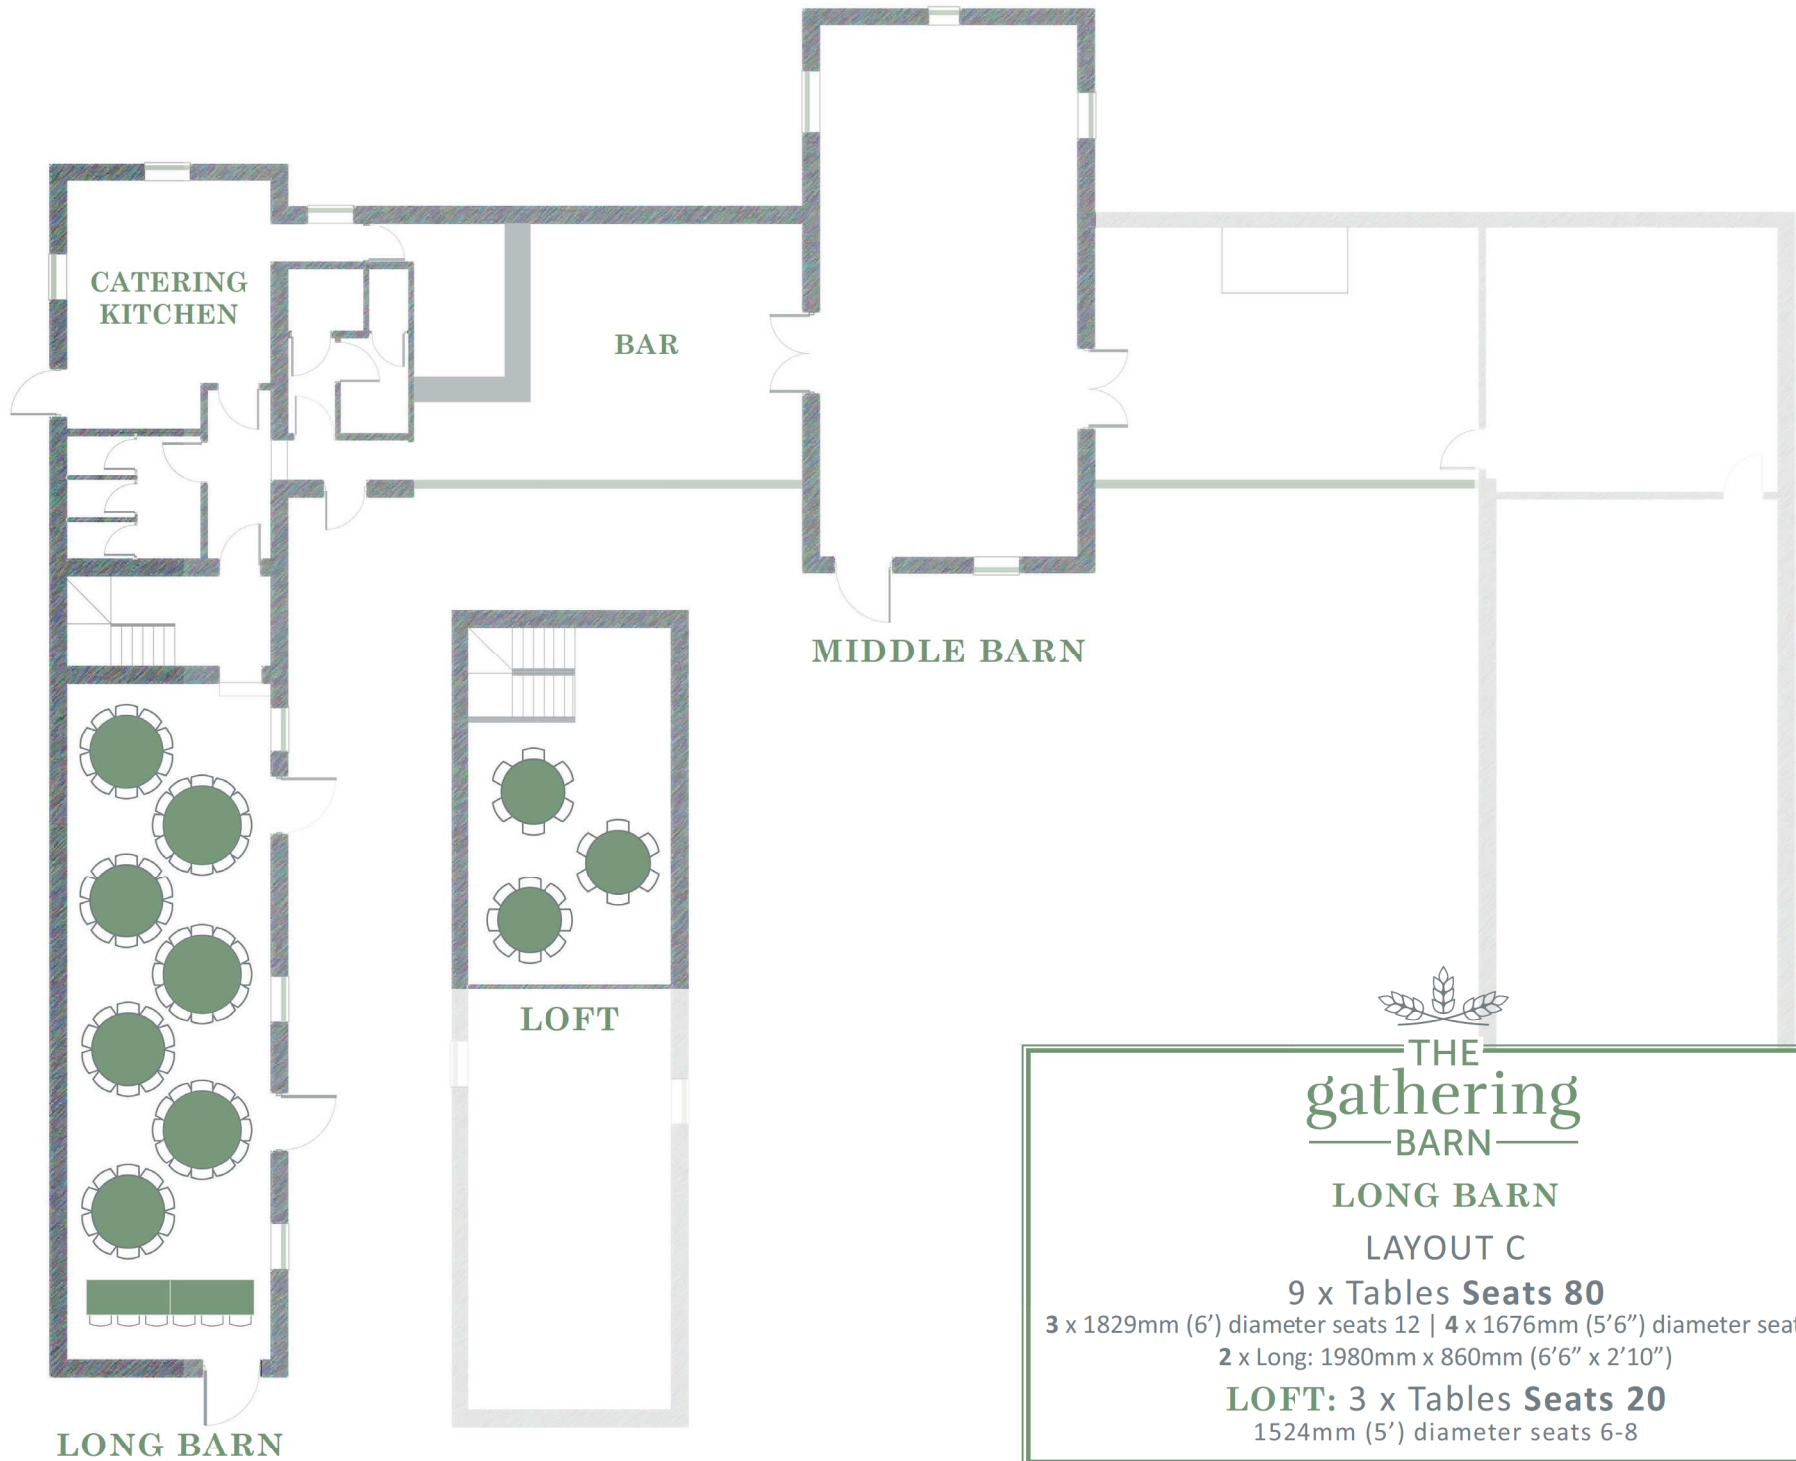 CATERING
KITCHEN
BAR
MIDDLE BARN
LOFT
LONG BARN
THE
gathering
BARN
LONG BARN
LAYOUT C
9 x Tables Seats 80
3 x 1829mm (6’) diameter seats 12 | 4 x 1676mm (5’6”) diameter seat
2 x Long: 1980mm x 860mm (6’6” x 2’10”)
LOFT: 3 x Tables Seats 20
1524mm (5’) diameter seats 6-8